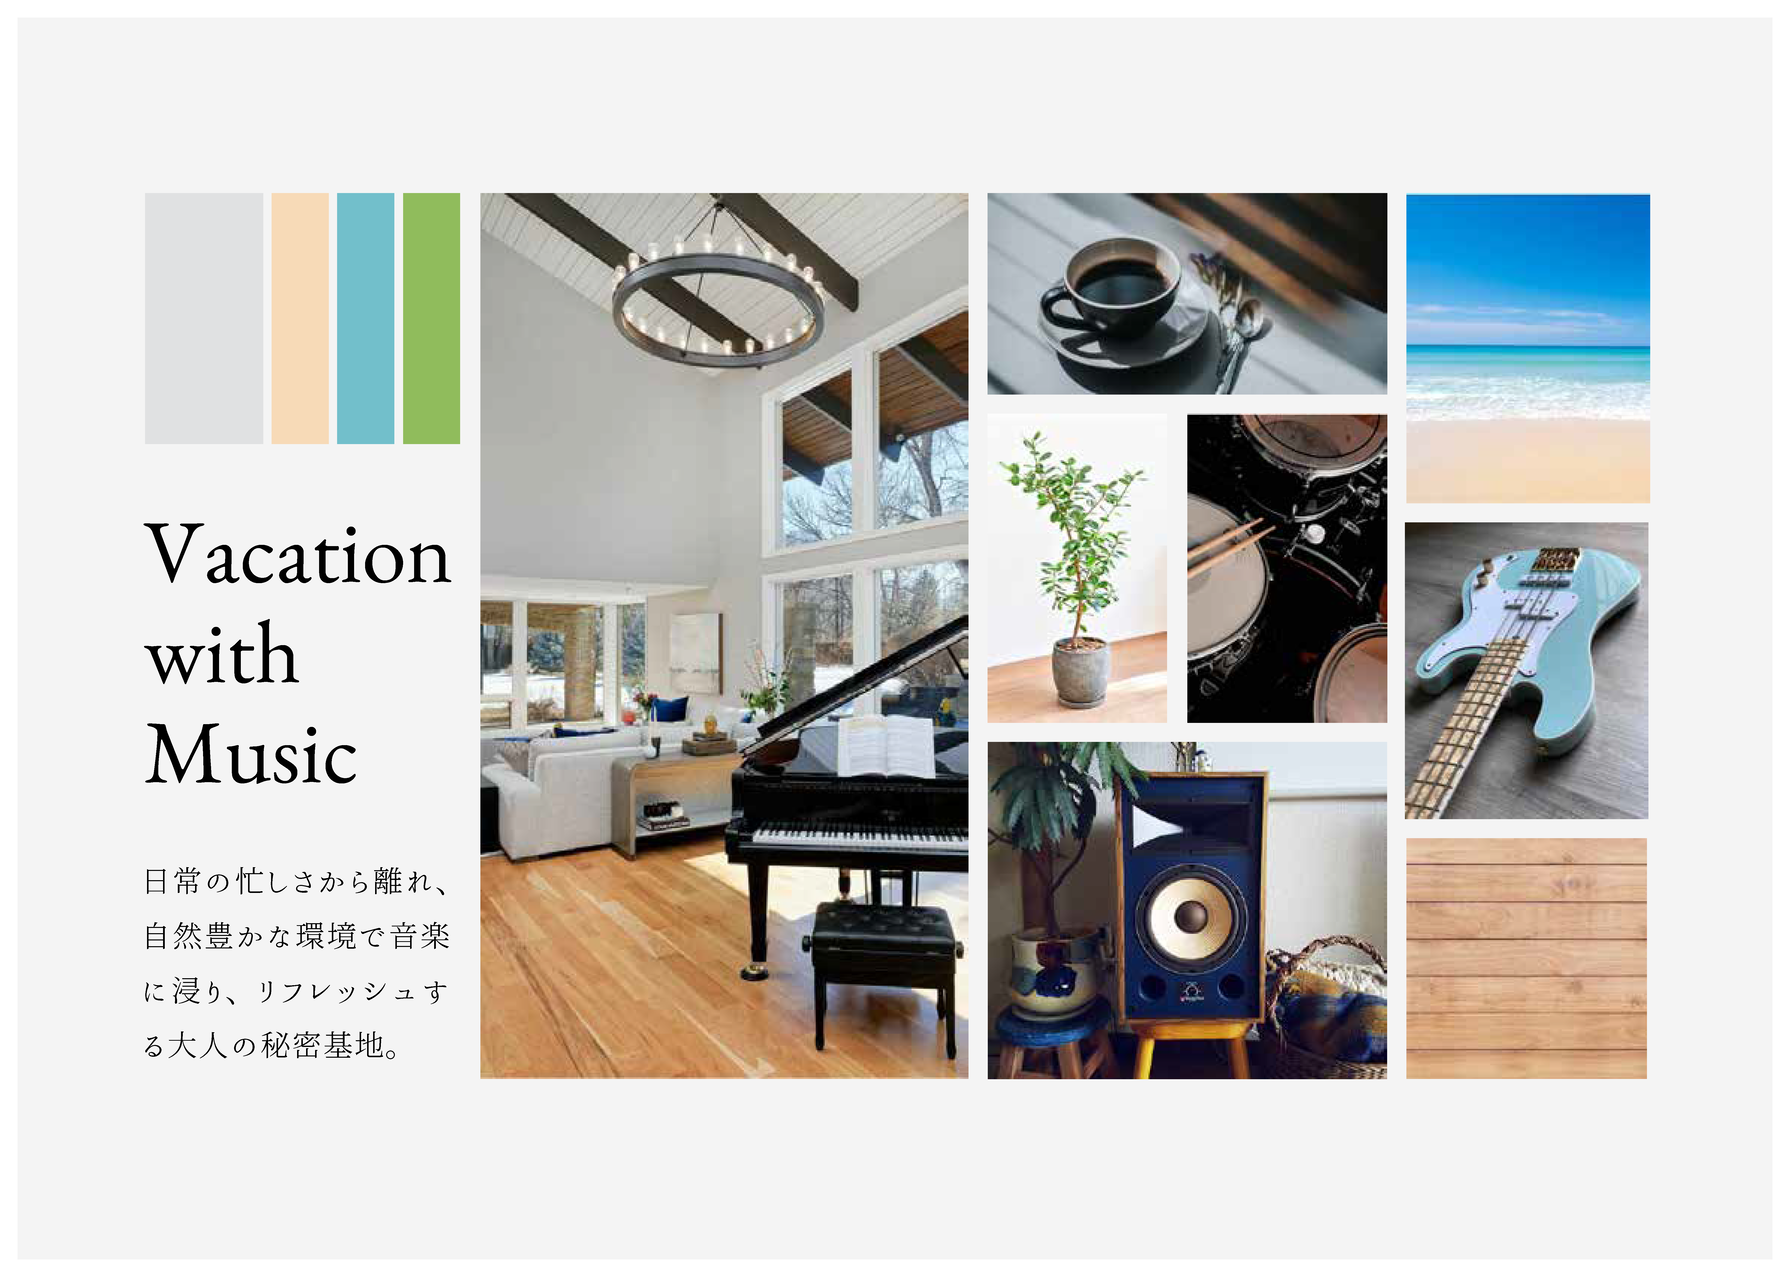 Vacation
with
Music
日常の忙しさから離れ、
自然豊かな環境で音楽
に浸り、リフレッシュす
る大人の秘密基地。